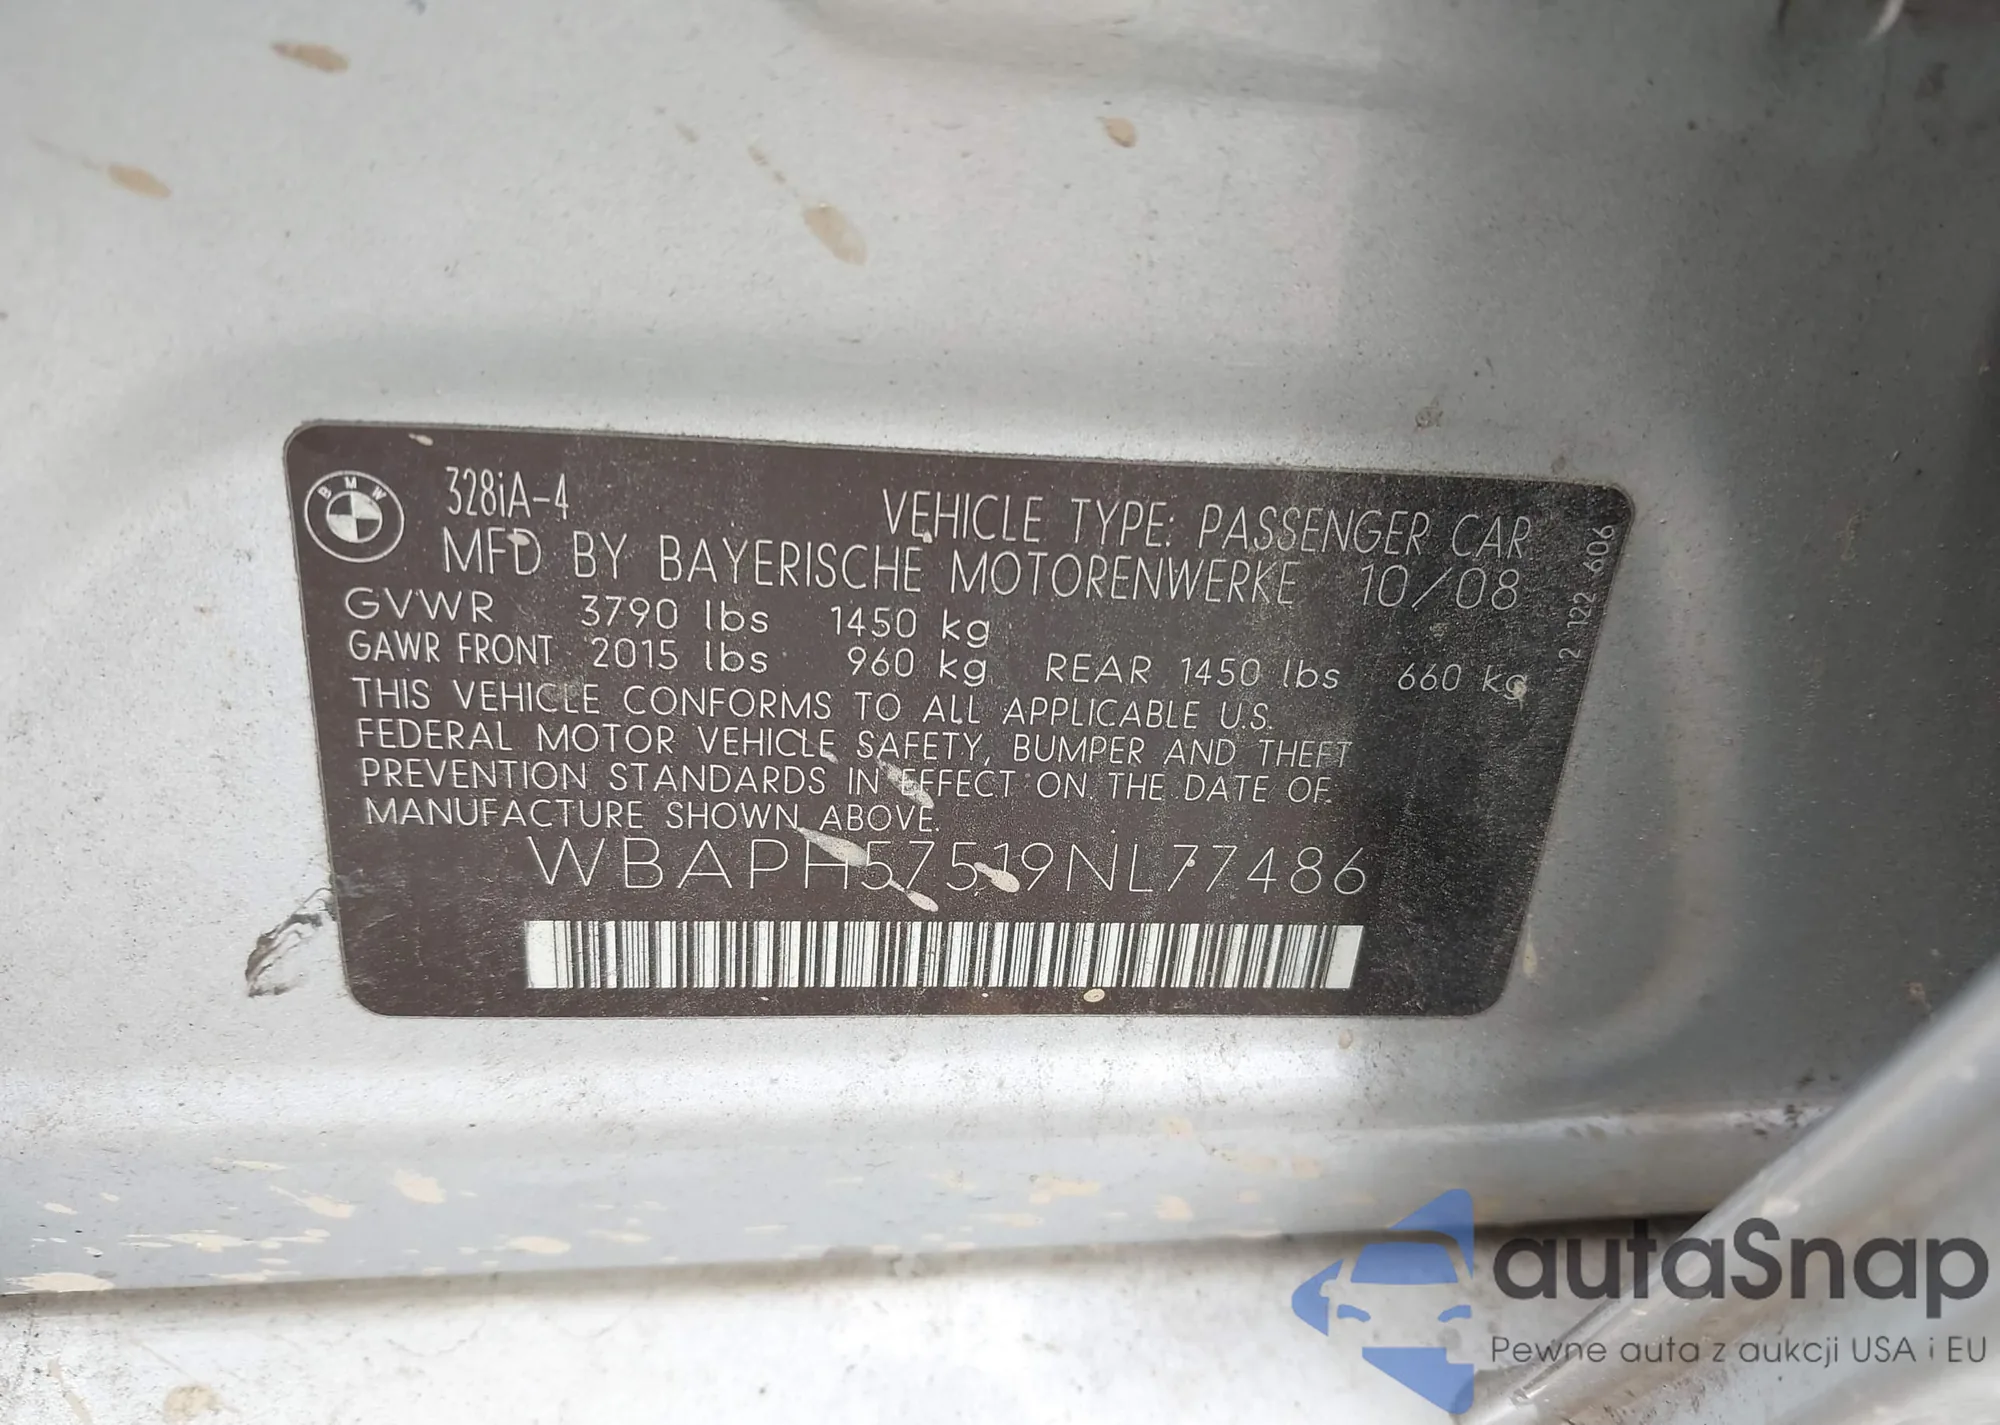 BMW
328iA-4
VEHICLE TYPE: PASSENGER CAR
MFD BY BAYERISCHE MOTORENWERKE 10/08
GVWR 3790 lbs 1450 kg
GAWR FRONT 2015 lbs 960 kg REAR 1450 lbs 660 kg
THIS VEHICLE CONFORMS TO ALL APPLICABLE U.S.
FEDERAL MOTOR VEHICLE SAFETY, BUMPER AND THEFT
PREVENTION STANDARDS IN EFFECT ON THE DATE OF
MANUFACTURE SHOWN ABOVE.
WBAPH57519NL77486
2 122 606
autaSnap
Pewne auta z aukcji USA i EU